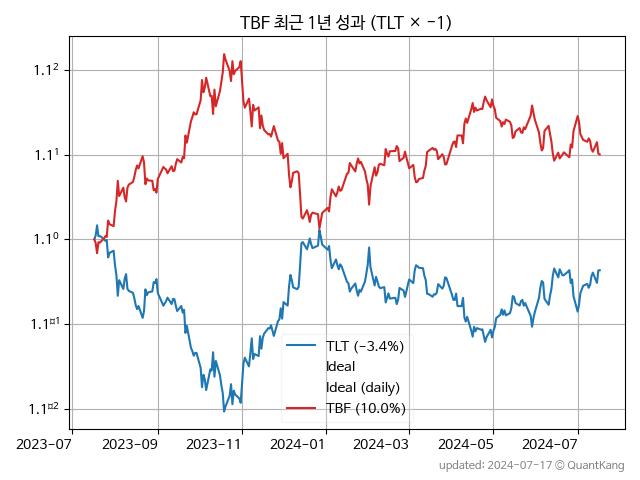 TBF 최근 1년 성과 (TLT × −1)
1.1²
1.1¹
1.1⁰
1.1¤1
1.1¤2
2023-07
2023-09
2023-11
2024-01
2024-03
2024-05
2024-07
TLT (−3.4%)
Ideal
Ideal (daily)
TBF (10.0%)
updated: 2024-07-17 © QuantKang